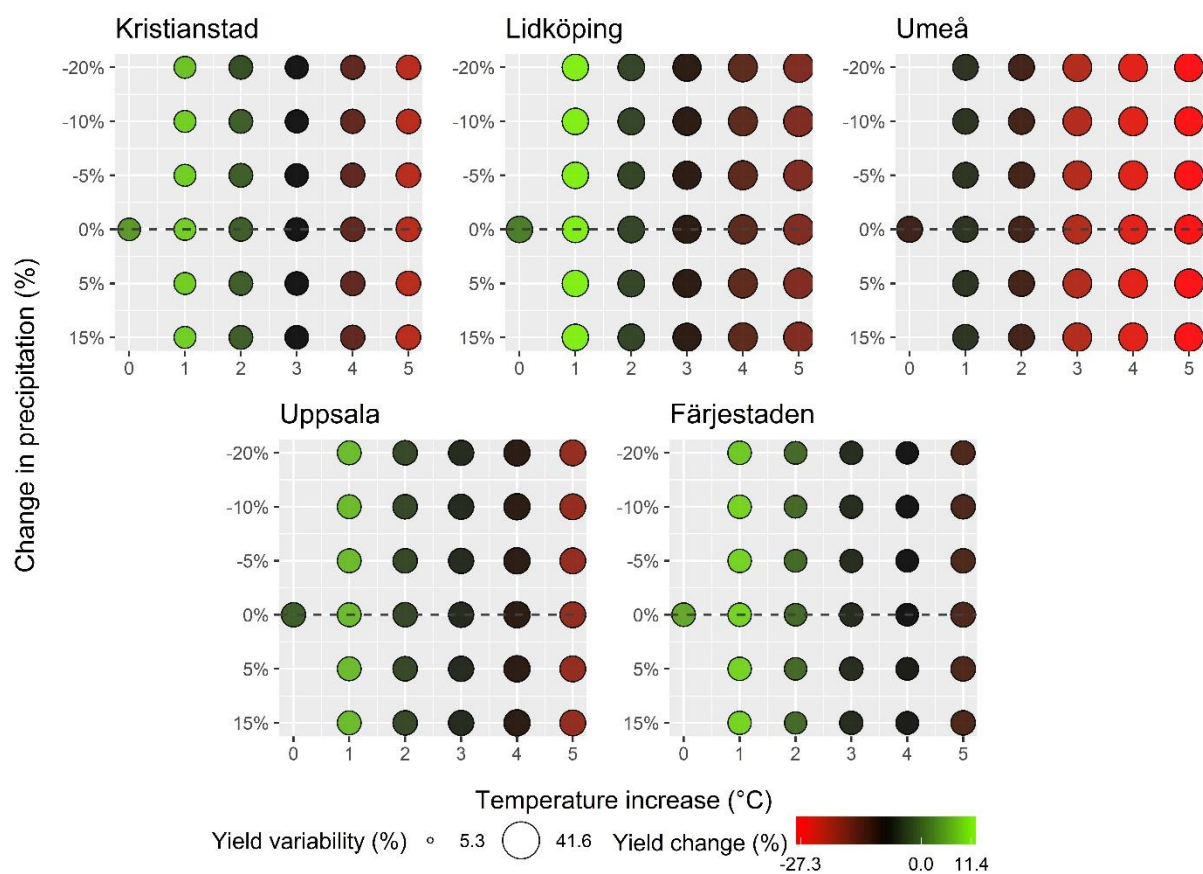 Kristianstad Lidköping Umeå
-20% -20% -20%
-10% -10% -10%
-5% -5% -5%
0% 0% 0%
5% 5% 5%
15% 15% 15%
0 1 2 3 4 5 0 1 2 3 4 5 0 1 2 3 4 5
Change in precipitation (%)
Uppsala Färjestaden
-20% -20%
-10% -10%
-5% -5%
0% 0%
5% 5%
15% 15%
0 1 2 3 4 5 0 1 2 3 4 5
Temperature increase (°C)
Yield variability (%) 5.3 41.6 Yield change (%)
-27.3 0.0 11.4